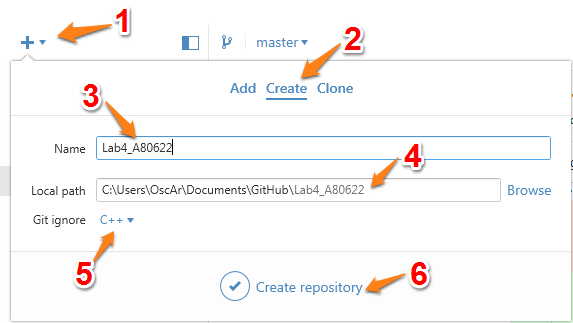 1
master
2
Add Create Clone
3
Name Lab4_A80622
4
Local path C:\Users\OscAr\Documents\GitHub\Lab4_A80622 Browse
Git ignore C++
5
6
Create repository